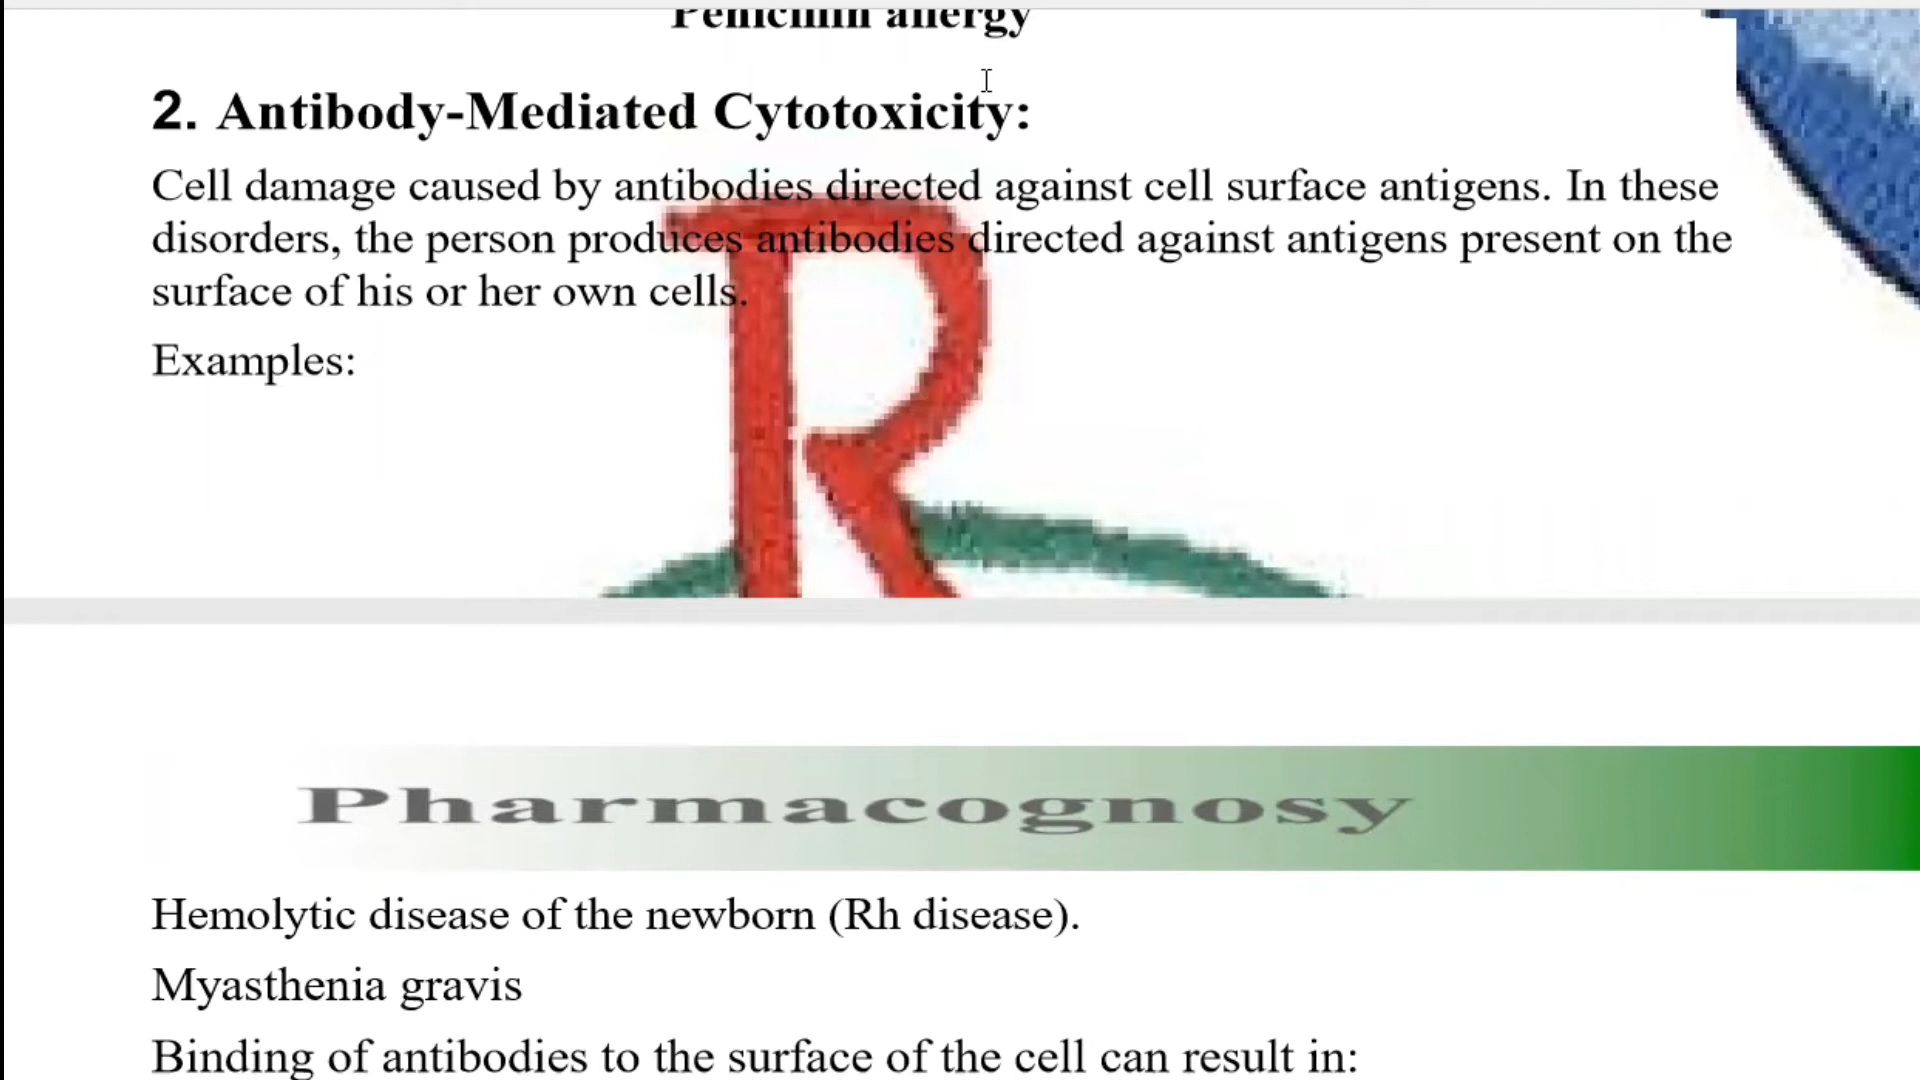 Penicillin allergy
2. Antibody-Mediated Cytotoxicity:
Cell damage caused by antibodies directed against cell surface antigens. In these
disorders, the person produces antibodies directed against antigens present on the
surface of his or her own cells.
Examples:
R
Pharmacognosy
Hemolytic disease of the newborn (Rh disease).
Myasthenia gravis
Binding of antibodies to the surface of the cell can result in: